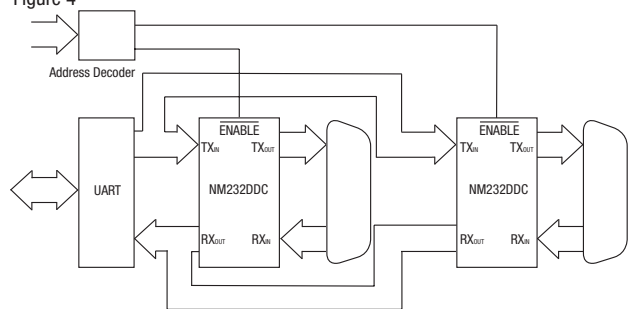 Figure 4
Address Decoder
UART
ENABLE
TXIN
TXOUT
NM232DDC
RXOUT
RXIN
ENABLE
TXIN
TXOUT
NM232DDC
RXOUT
RXIN